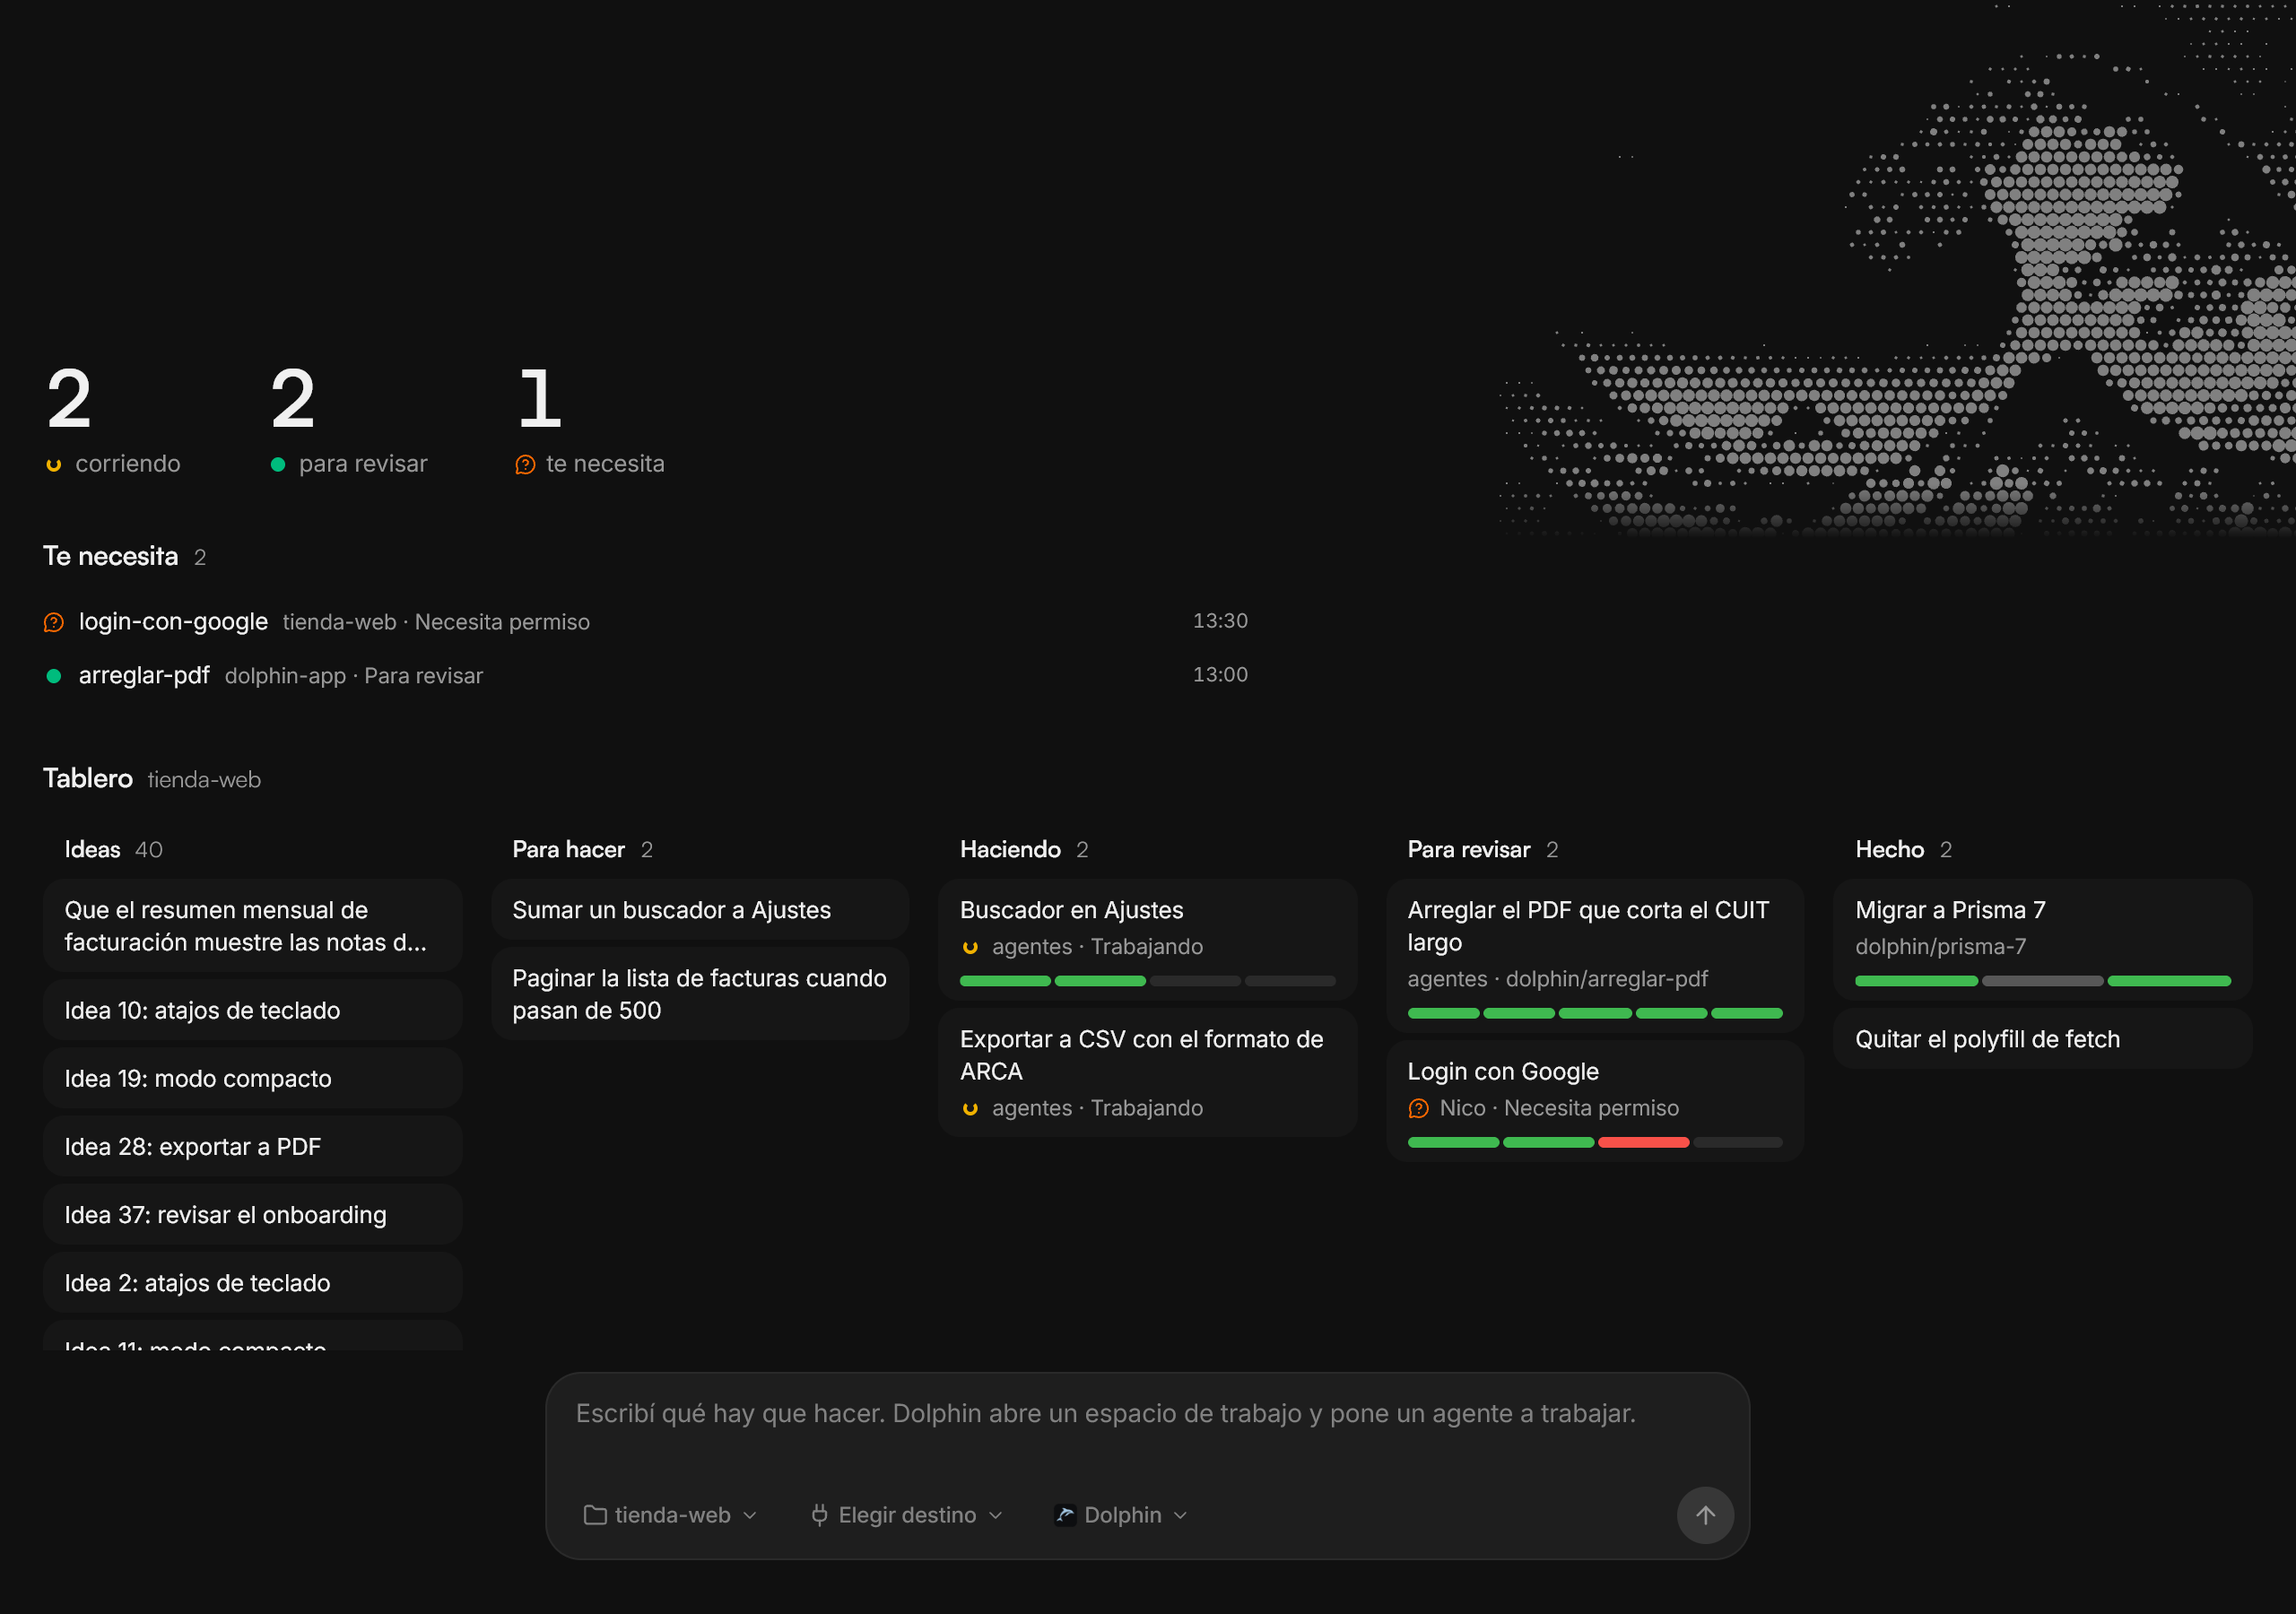 2
corriendo
2
para revisar
1
te necesita
Te necesita 2
login-con-google tienda-web · Necesita permiso 13:30
arreglar-pdf dolphin-app · Para revisar 13:00
Tablero tienda-web
Ideas 40
Que el resumen mensual de
facturación muestre las notas d...
Idea 10: atajos de teclado
Idea 19: modo compacto
Idea 28: exportar a PDF
Idea 37: revisar el onboarding
Idea 2: atajos de teclado
Idea 11: modo compacto
Para hacer 2
Sumar un buscador a Ajustes
Paginar la lista de facturas cuando
pasan de 500
Haciendo 2
Buscador en Ajustes
agentes · Trabajando
Exportar a CSV con el formato de
ARCA
agentes · Trabajando
Para revisar 2
Arreglar el PDF que corta el CUIT
largo
agentes · dolphin/arreglar-pdf
Login con Google
Nico · Necesita permiso
Hecho 2
Migrar a Prisma 7
dolphin/prisma-7
Quitar el polyfill de fetch
Escribí qué hay que hacer. Dolphin abre un espacio de trabajo y pone un agente a trabajar.
tienda-web
Elegir destino
Dolphin